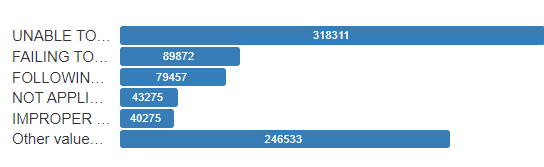 UNABLE TO... 318311
FAILING TO... 89872
FOLLOWIN... 79457
NOT APPLI... 43275
IMPROPER ... 40275
Other value... 246533